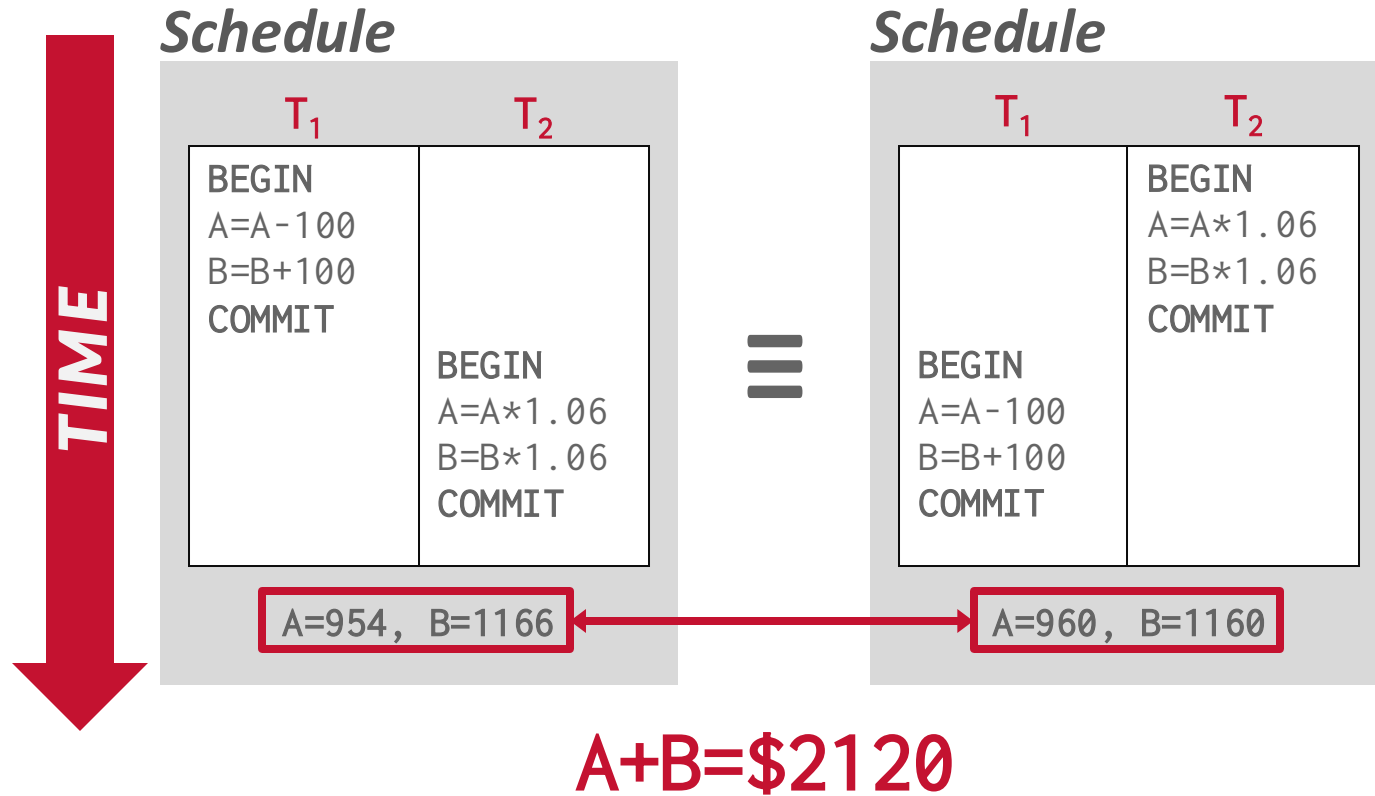 TIME
Schedule
T1 T2
BEGIN
A=A-100
B=B+100
COMMIT
BEGIN
A=A*1.06
B=B*1.06
COMMIT
A=954, B=1166
≡
Schedule
T1 T2
BEGIN
A=A*1.06
B=B*1.06
COMMIT
BEGIN
A=A-100
B=B+100
COMMIT
A=960, B=1160
A+B=$2120